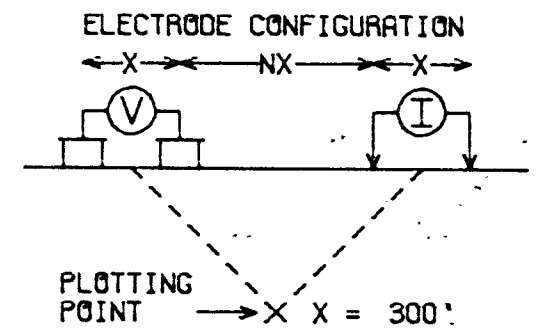 ELECTRODE CONFIGURATION
X NX X
V I
PLOTTING
POINT X X = 300'